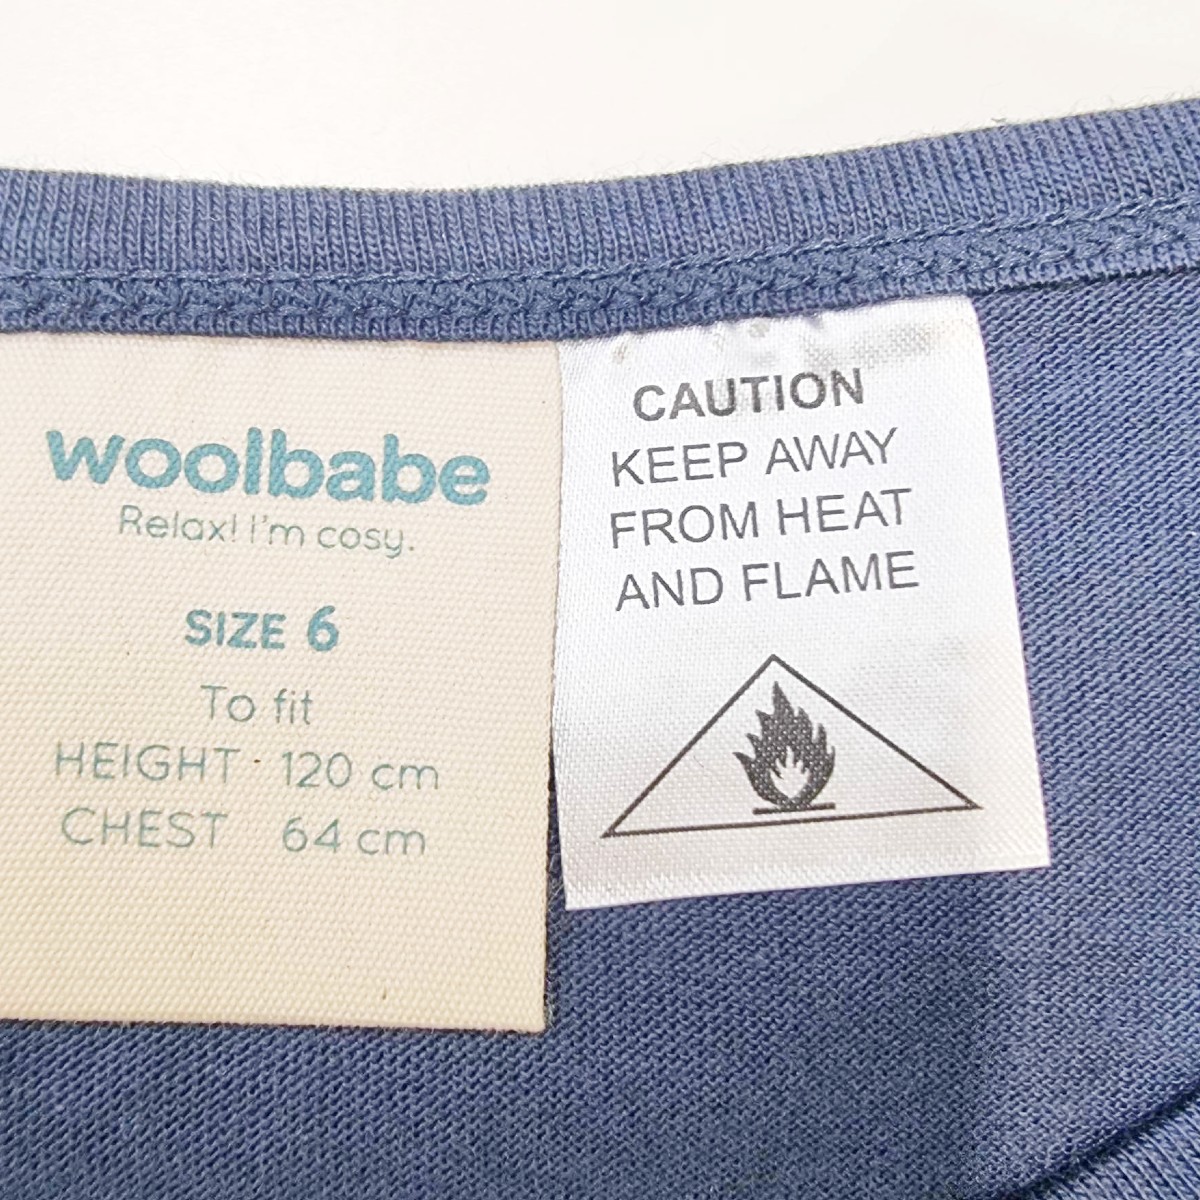 woolbabe
Relax! I'm cosy.
SIZE 6
To fit
HEIGHT · 120 cm
CHEST 64 cm
CAUTION
KEEP AWAY
FROM HEAT
AND FLAME